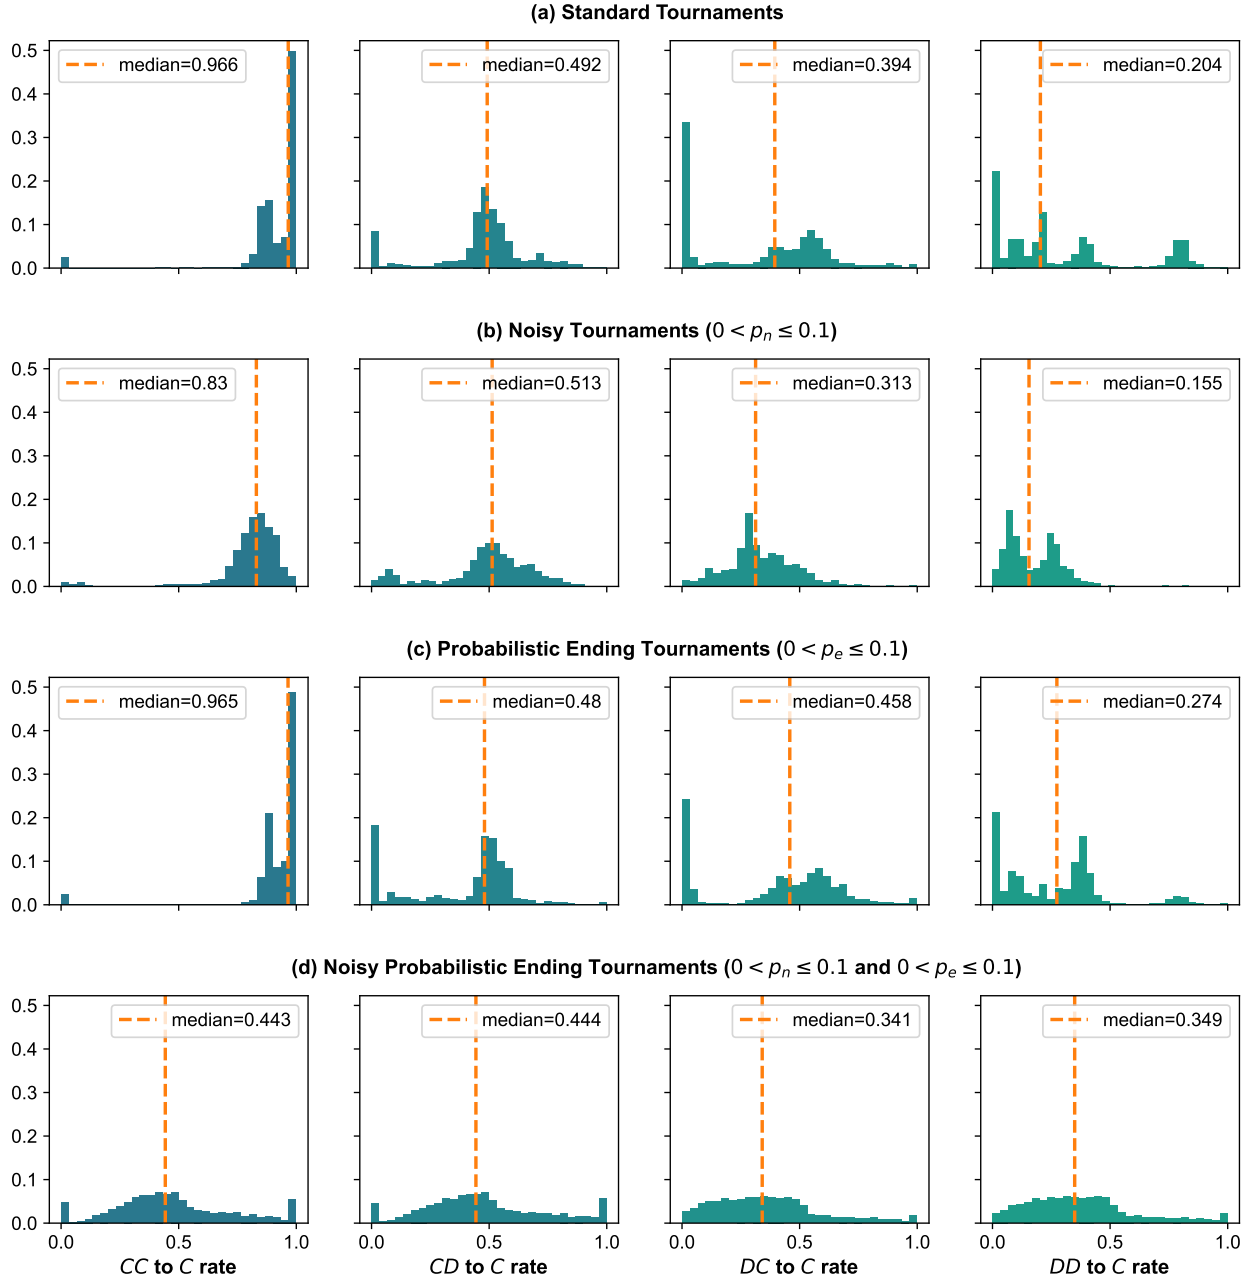 (a) Standard Tournaments
0.5
0.4
0.3
0.2
0.1
0.0
median=0.966
median=0.492
median=0.394
median=0.204
(b) Noisy Tournaments (0 < pₙ ≤ 0.1)
0.5
0.4
0.3
0.2
0.1
0.0
median=0.83
median=0.513
median=0.313
median=0.155
(c) Probabilistic Ending Tournaments (0 < pₑ ≤ 0.1)
0.5
0.4
0.3
0.2
0.1
0.0
median=0.965
median=0.48
median=0.458
median=0.274
(d) Noisy Probabilistic Ending Tournaments (0 < pₙ ≤ 0.1 and 0 < pₑ ≤ 0.1)
0.5
0.4
0.3
0.2
0.1
0.0
median=0.443
median=0.444
median=0.341
median=0.349
0.0 0.5 1.0
0.0 0.5 1.0
0.0 0.5 1.0
0.0 0.5 1.0
CC to C rate
CD to C rate
DC to C rate
DD to C rate